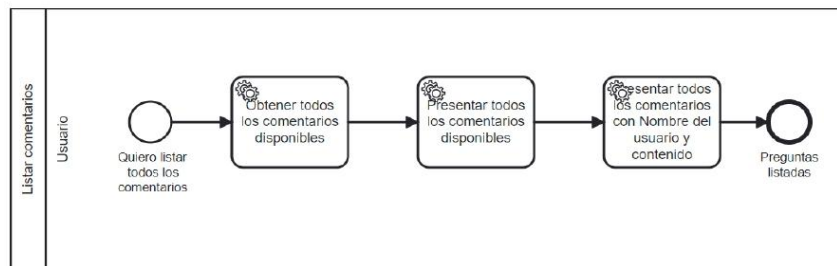 Listar comentarios
Usuario
Quiero listar
todos los
comentarios
Obtener todos
los comentarios
disponibles
Presentar todos
los comentarios
disponibles
Presentar todos
los comentarios
con Nombre del
usuario y
contenido
Preguntas
listadas